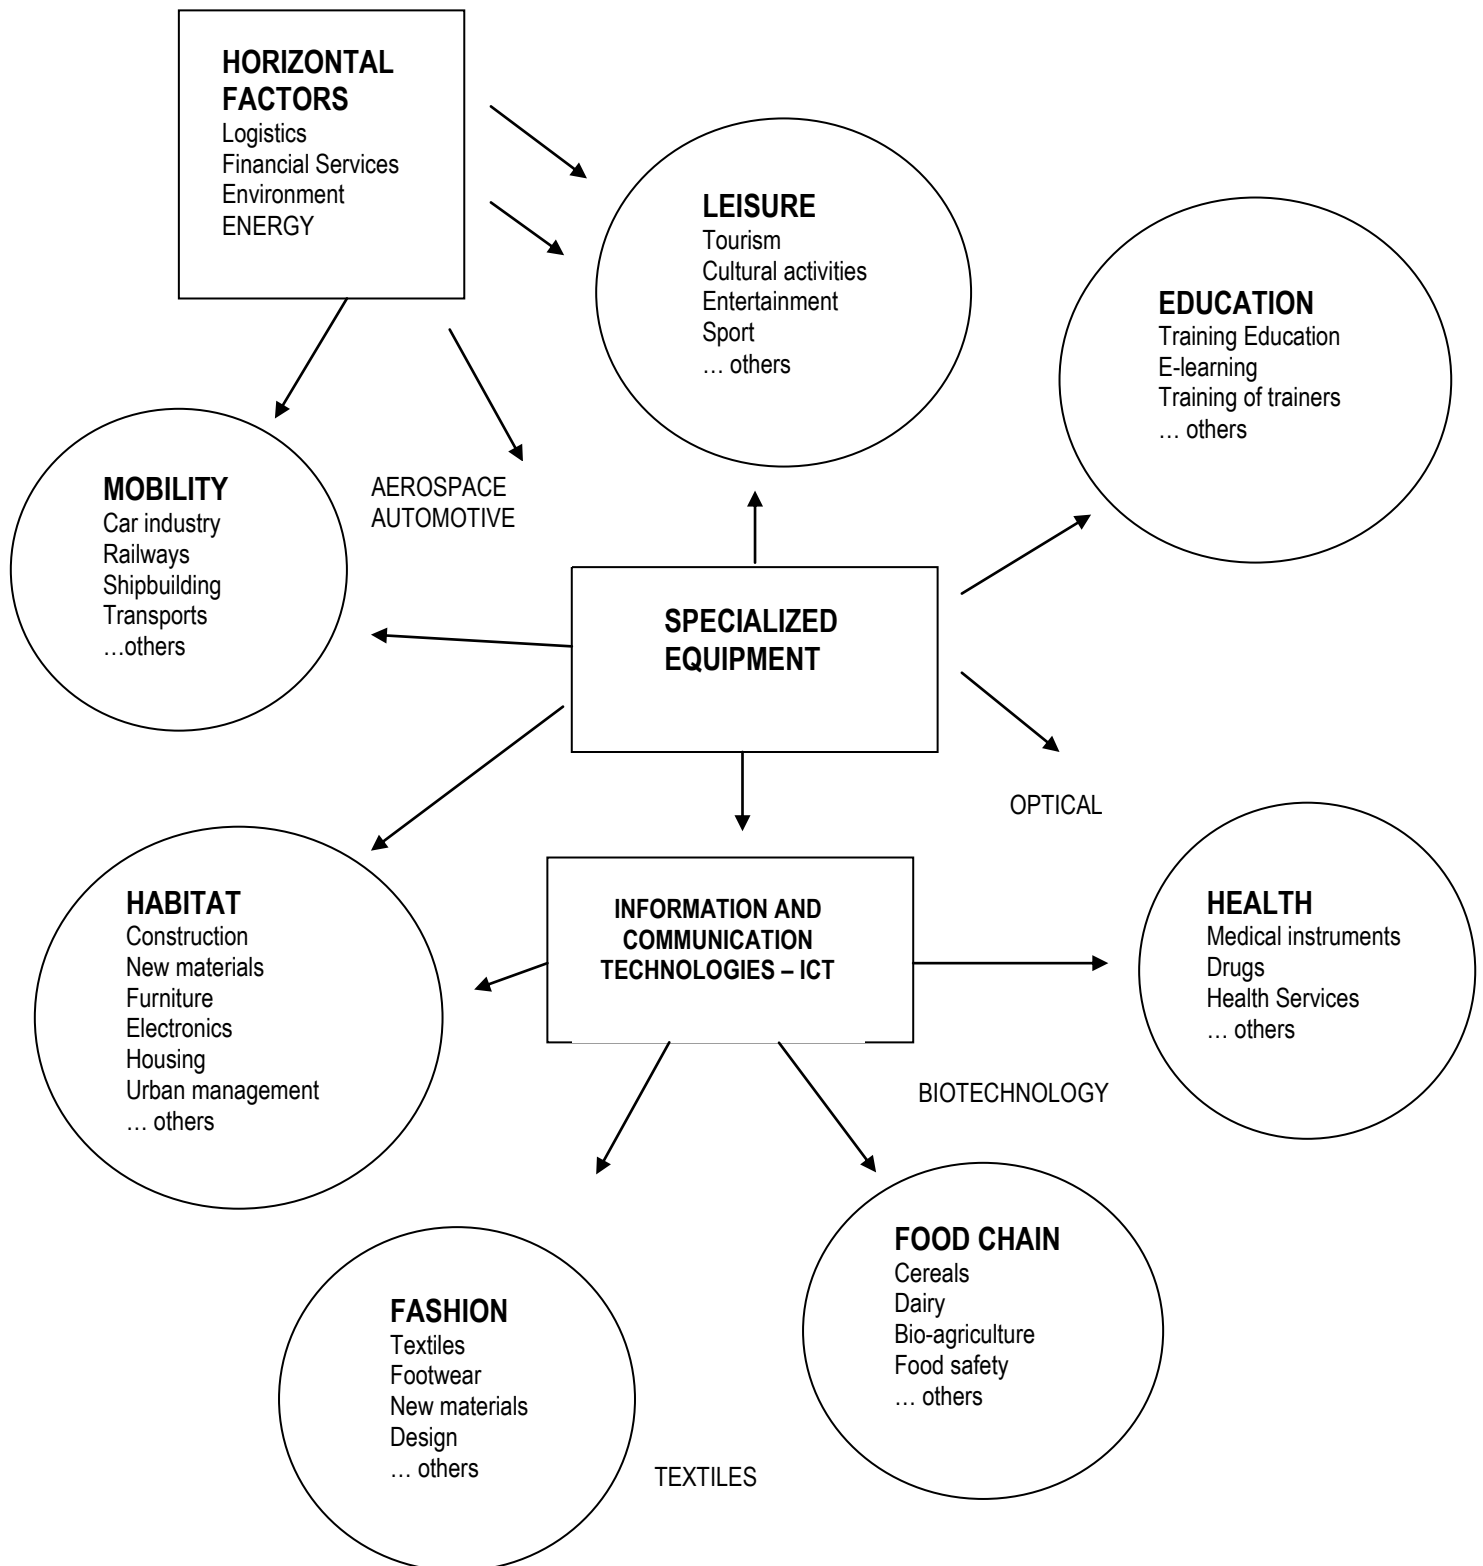 HORIZONTAL
FACTORS
Logistics
Financial Services
Environment
ENERGY
LEISURE
Tourism
Cultural activities
Entertainment
Sport
… others
EDUCATION
Training Education
E-learning
Training of trainers
… others
MOBILITY
Car industry
Railways
Shipbuilding
Transports
…others
AEROSPACE
AUTOMOTIVE
SPECIALIZED
EQUIPMENT
OPTICAL
HABITAT
Construction
New materials
Furniture
Electronics
Housing
Urban management
… others
INFORMATION AND
COMMUNICATION
TECHNOLOGIES – ICT
HEALTH
Medical instruments
Drugs
Health Services
… others
BIOTECHNOLOGY
FOOD CHAIN
Cereals
Dairy
Bio-agriculture
Food safety
… others
FASHION
Textiles
Footwear
New materials
Design
… others
TEXTILES